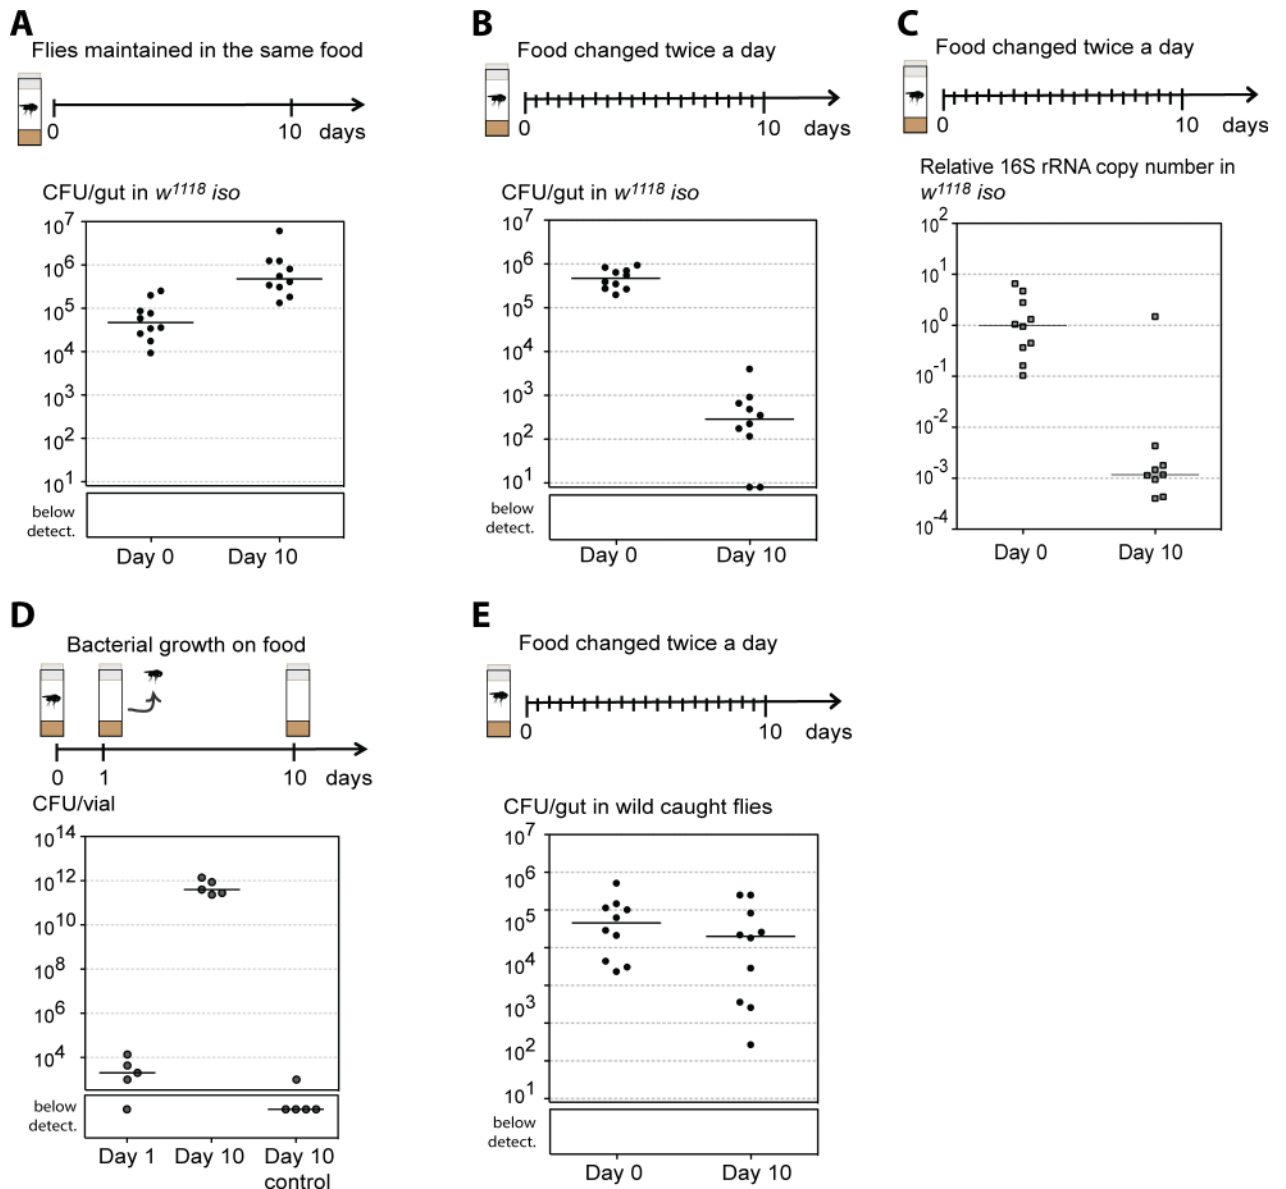 A
Flies maintained in the same food
0 10 days
CFU/gut in w1118 iso
10^7
10^6
10^5
10^4
10^3
10^2
10^1
below
detect.
Day 0 Day 10
B
Food changed twice a day
0 10 days
CFU/gut in w1118 iso
10^7
10^6
10^5
10^4
10^3
10^2
10^1
below
detect.
Day 0 Day 10
C
Food changed twice a day
0 10 days
Relative 16S rRNA copy number in
w1118 iso
10^2
10^1
10^0
10^-1
10^-2
10^-3
10^-4
Day 0 Day 10
D
Bacterial growth on food
0 1 10 days
CFU/vial
10^14
10^12
10^10
10^8
10^6
10^4
below
detect.
Day 1 Day 10 Day 10
control
E
Food changed twice a day
0 10 days
CFU/gut in wild caught flies
10^7
10^6
10^5
10^4
10^3
10^2
10^1
below
detect.
Day 0 Day 10